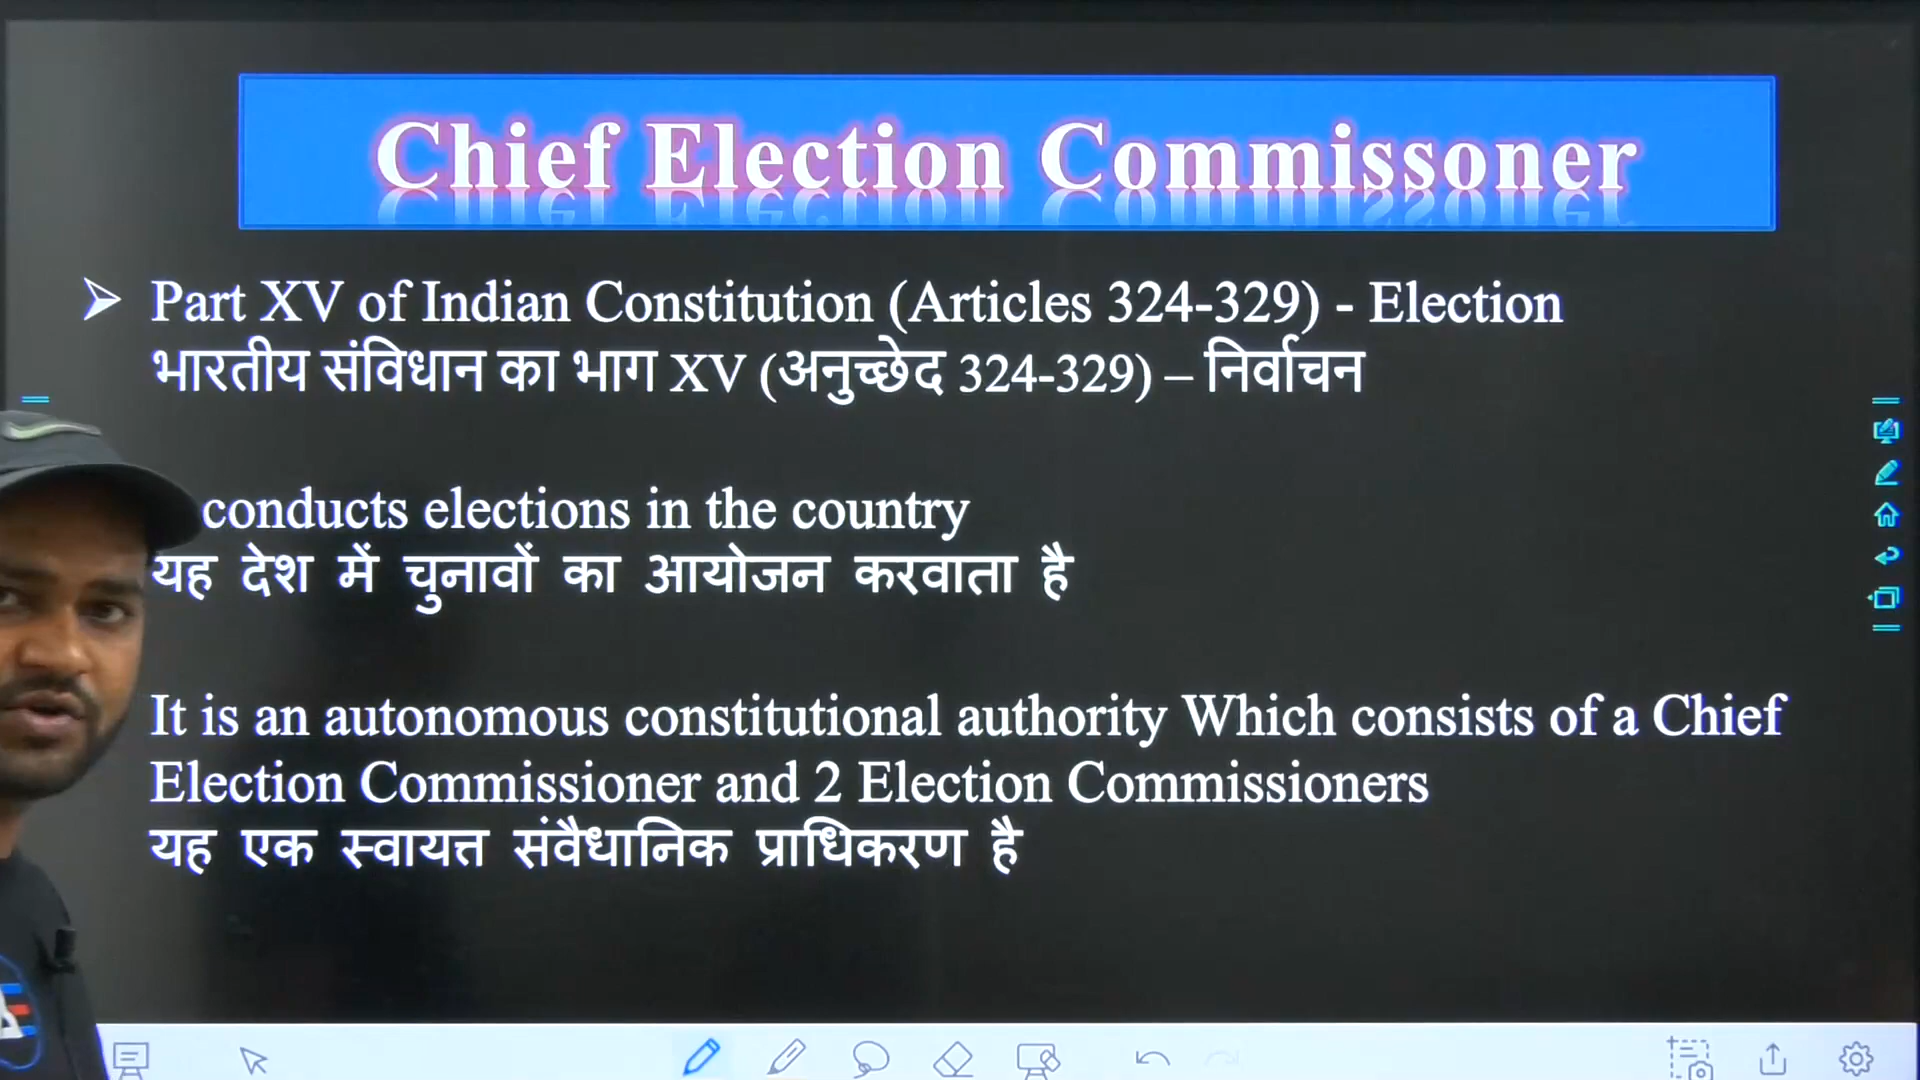 Chief Election Commissoner
Part XV of Indian Constitution (Articles 324-329) - Election
भारतीय संविधान का भाग XV (अनुच्छेद 324-329) – निर्वाचन
conducts elections in the country
यह देश में चुनावों का आयोजन करवाता है
It is an autonomous constitutional authority Which consists of a Chief
Election Commissioner and 2 Election Commissioners
यह एक स्वायत्त संवैधानिक प्राधिकरण है